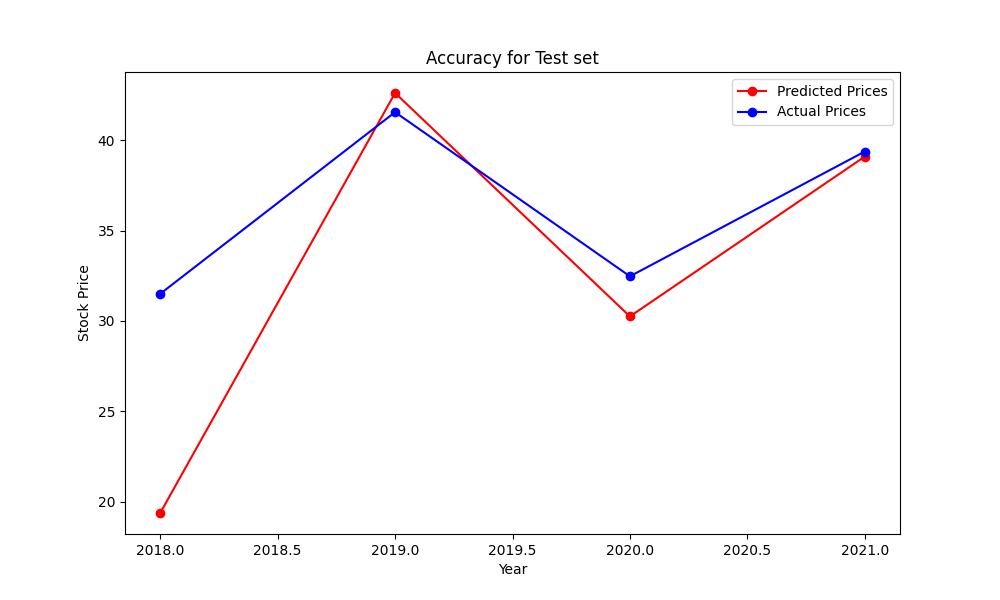 Accuracy for Test set
Predicted Prices
Actual Prices
Stock Price
40
35
30
25
20
2018.0 2018.5 2019.0 2019.5 2020.0 2020.5 2021.0
Year